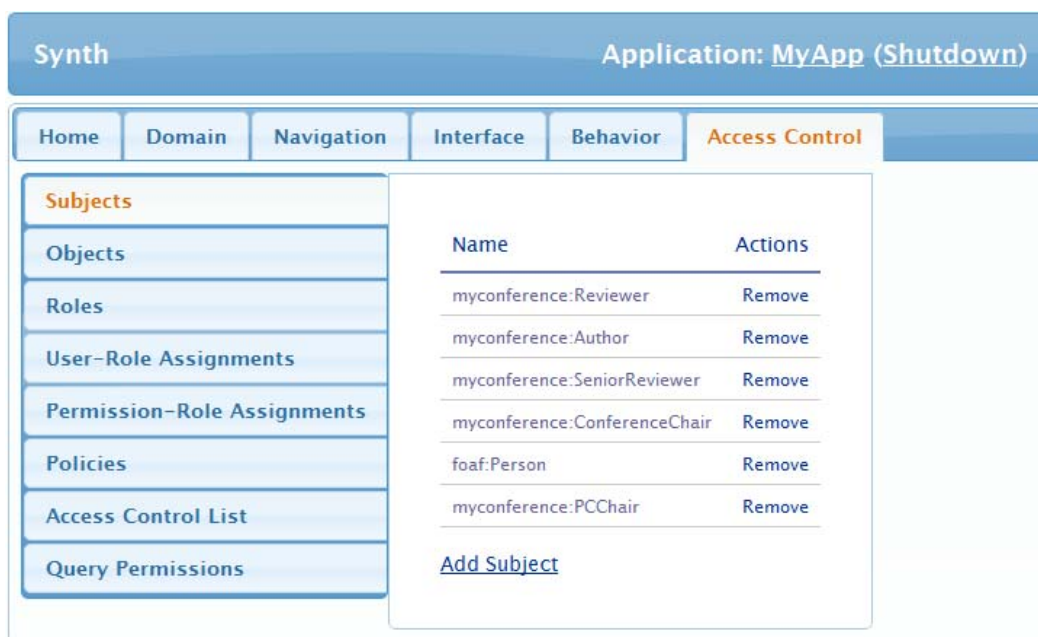 Synth Application: MyApp (Shutdown)
Home Domain Navigation Interface Behavior Access Control
Subjects
Objects
Roles
User-Role Assignments
Permission-Role Assignments
Policies
Access Control List
Query Permissions
Name Actions
myconference:Reviewer Remove
myconference:Author Remove
myconference:SeniorReviewer Remove
myconference:ConferenceChair Remove
foaf:Person Remove
myconference:PCChair Remove
Add Subject